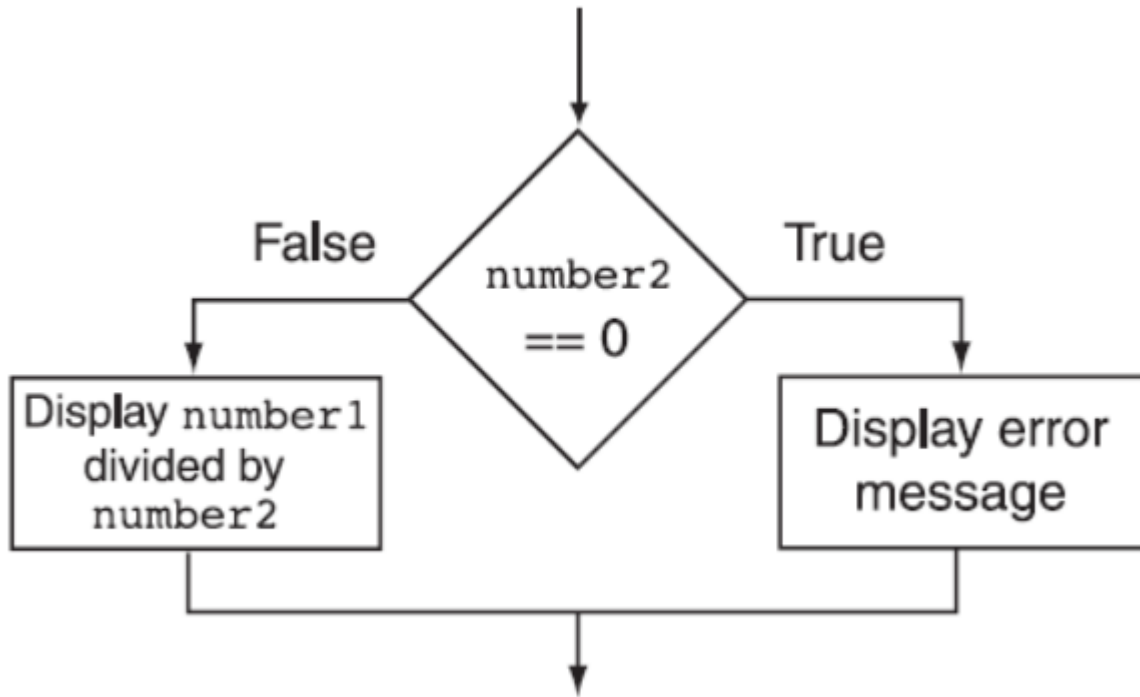 False
True
number2
== 0
Display number1
divided by
number2
Display error
message